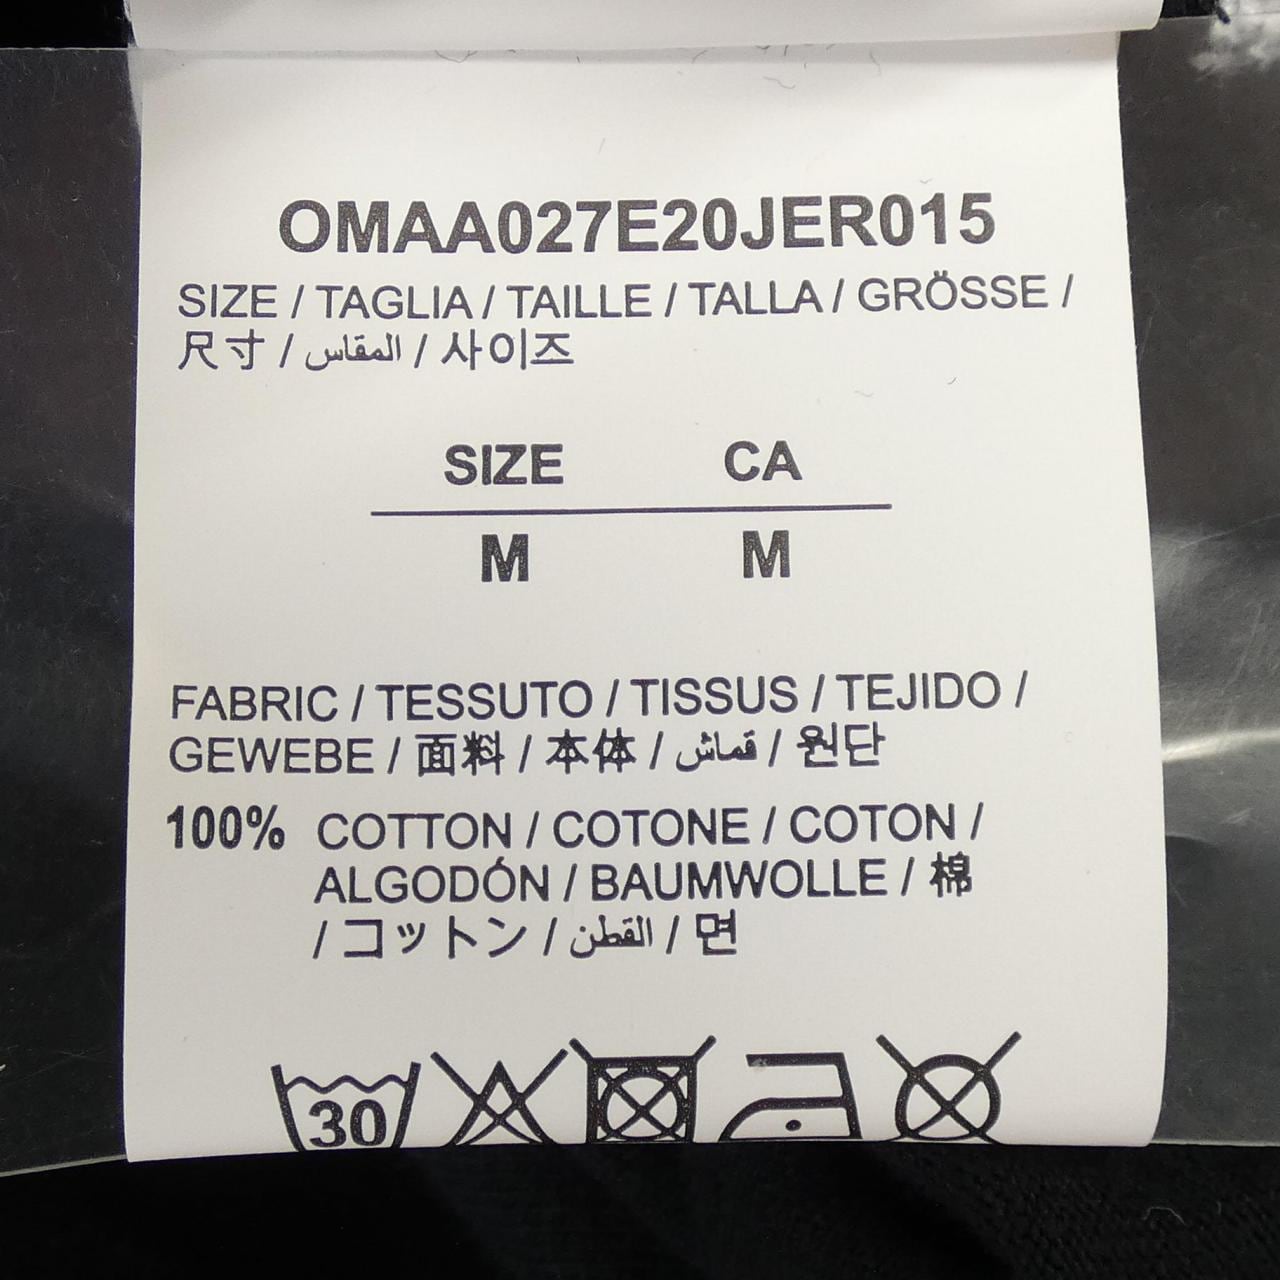 OMAA027E20JER015
SIZE / TAGLIA / TAILLE / TALLA / GRÖSSE /
尺寸 / المقاس / 사이즈
SIZE CA
M M
FABRIC / TESSUTO / TISSUS / TEJIDO /
GEWEBE / 面料 / 本体 / قماش / 원단
100% COTTON / COTONE / COTON /
ALGODÓN / BAUMWOLLE / 棉
/ コットン / القطن / 면
30